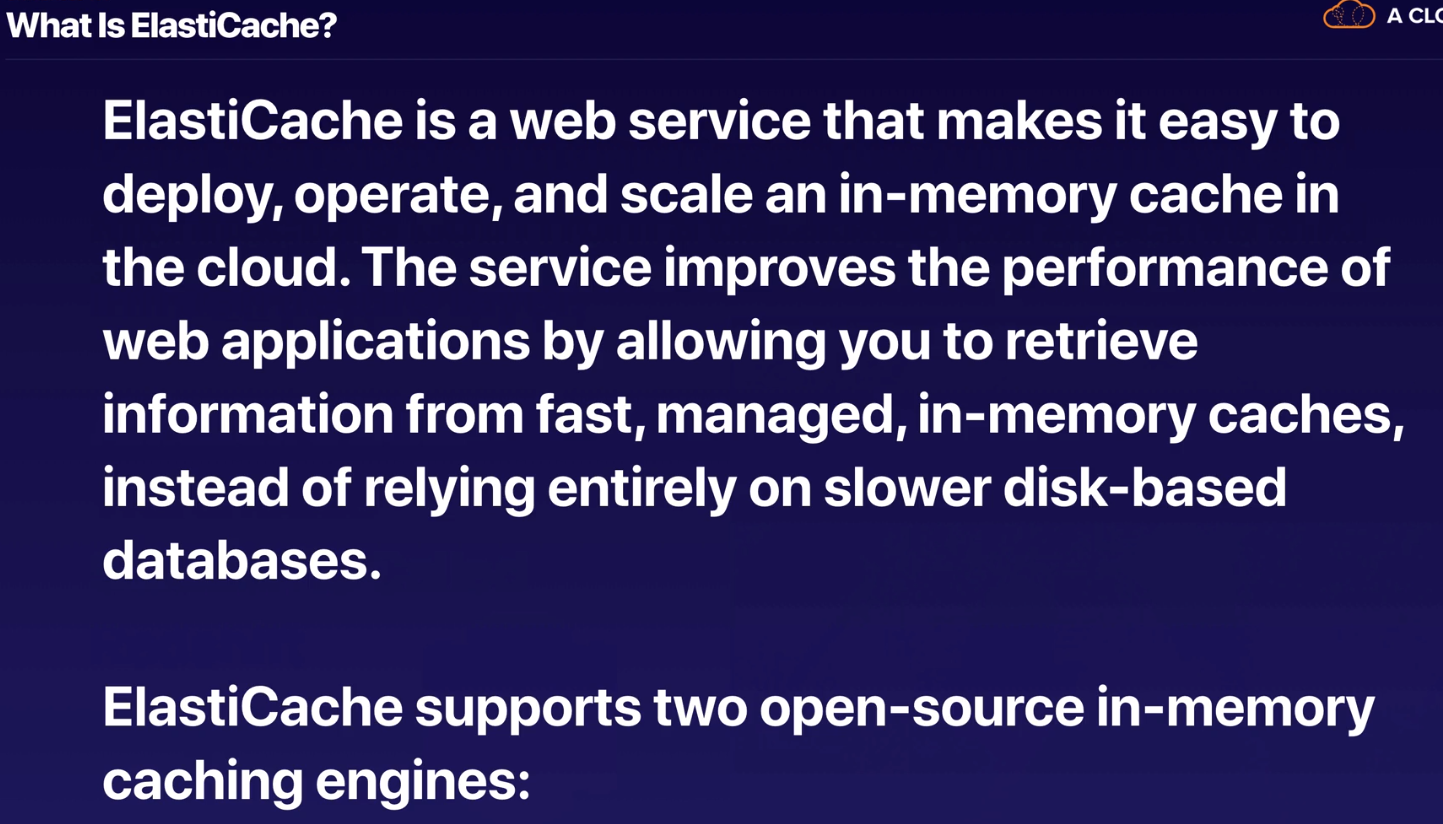 What Is ElastiCache?
A CLO
ElastiCache is a web service that makes it easy to
deploy, operate, and scale an in-memory cache in
the cloud. The service improves the performance of
web applications by allowing you to retrieve
information from fast, managed, in-memory caches,
instead of relying entirely on slower disk-based
databases.
ElastiCache supports two open-source in-memory
caching engines: